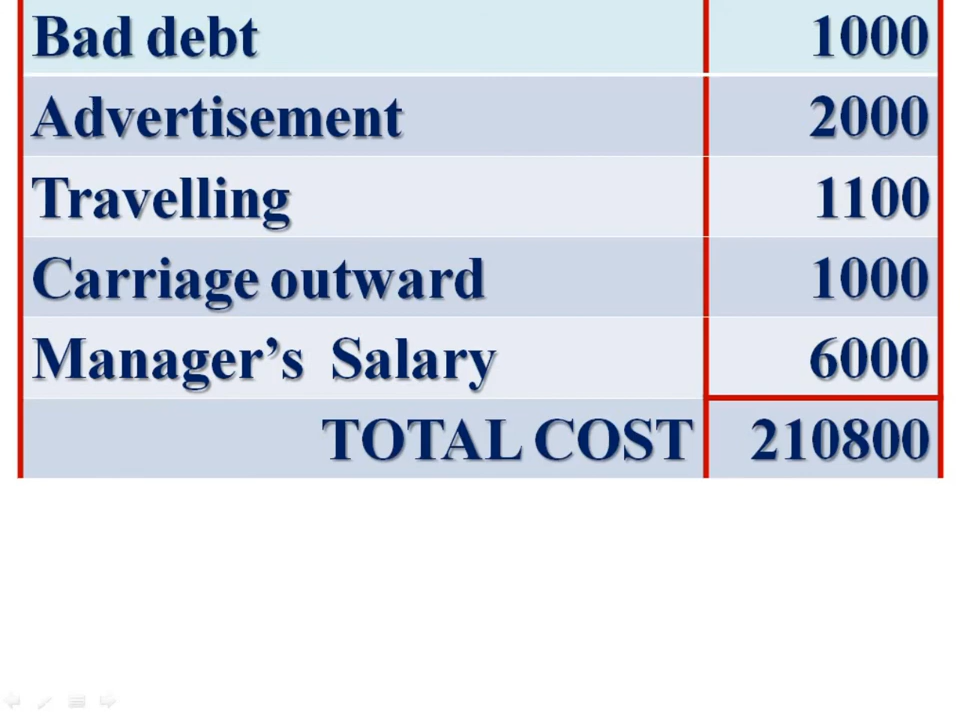 Bad debt 1000
Advertisement 2000
Travelling 1100
Carriage outward 1000
Manager’s Salary 6000
TOTAL COST 210800